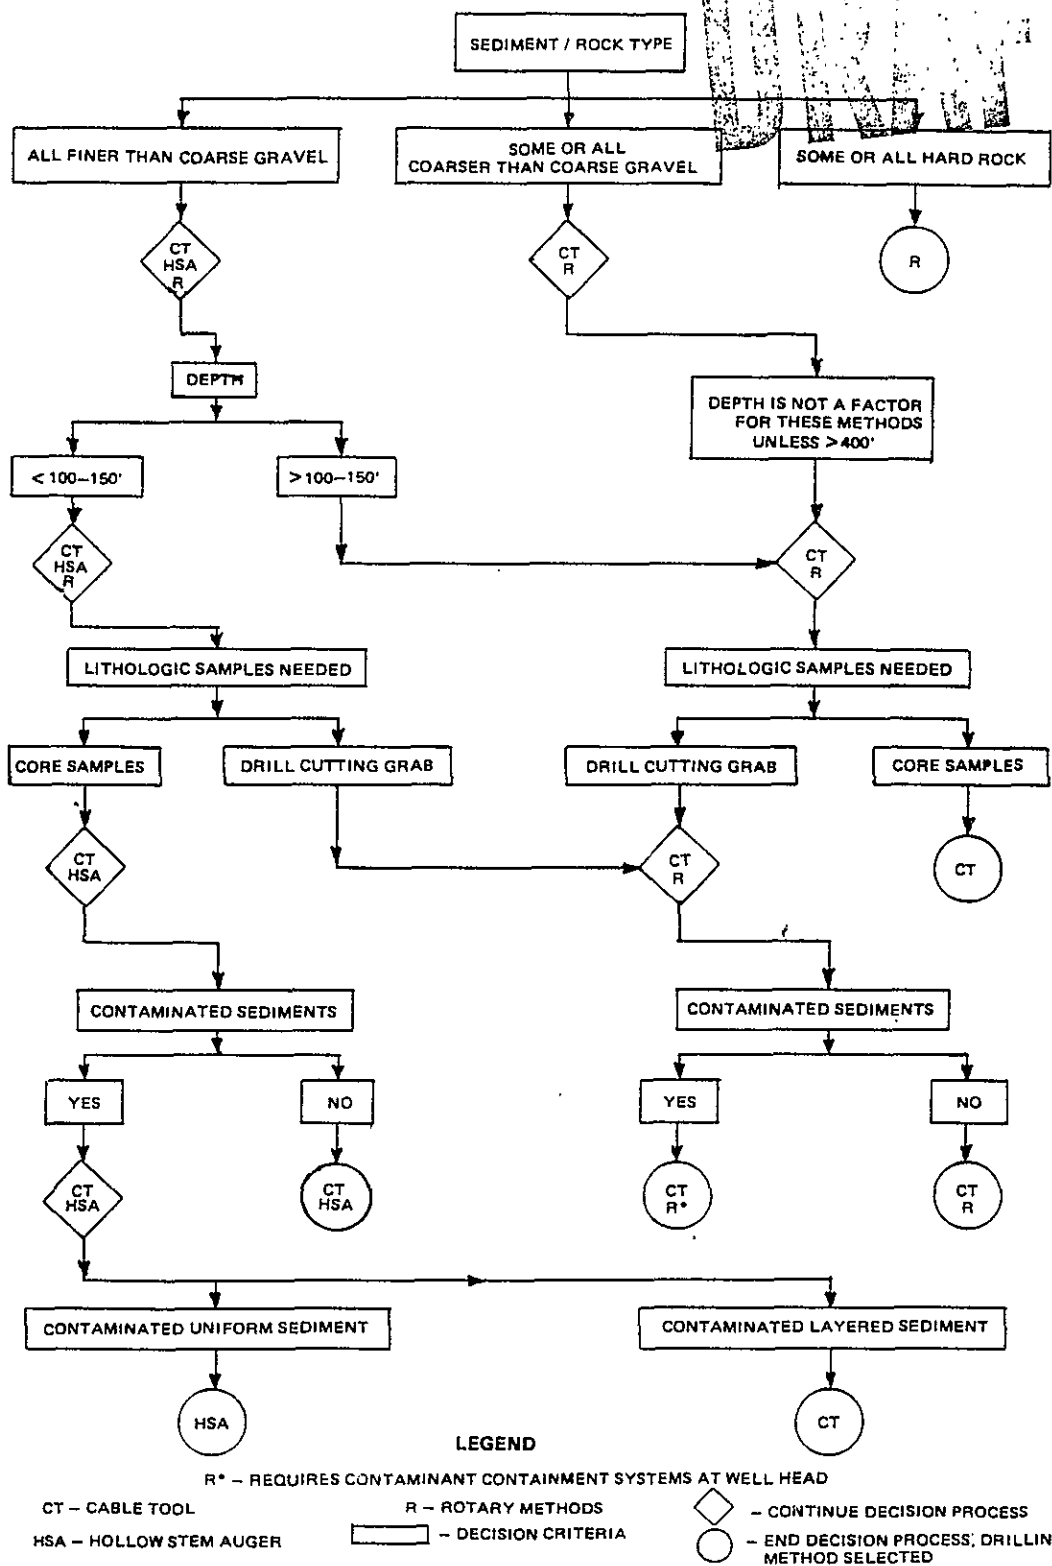 SEDIMENT / ROCK TYPE
ALL FINER THAN COARSE GRAVEL
SOME OR ALL
COARSER THAN COARSE GRAVEL
SOME OR ALL HARD ROCK
CT
HSA
R
CT
R
R
DEPTH
DEPTH IS NOT A FACTOR
FOR THESE METHODS
UNLESS >400'
< 100–150'
>100–150'
CT
HSA
R
CT
R
LITHOLOGIC SAMPLES NEEDED
LITHOLOGIC SAMPLES NEEDED
CORE SAMPLES
DRILL CUTTING GRAB
DRILL CUTTING GRAB
CORE SAMPLES
CT
HSA
CT
R
CT
CONTAMINATED SEDIMENTS
CONTAMINATED SEDIMENTS
YES
NO
YES
NO
CT
HSA
CT
HSA
CT
R*
CT
R
CONTAMINATED UNIFORM SEDIMENT
CONTAMINATED LAYERED SEDIMENT
HSA
CT
LEGEND
R* – REQUIRES CONTAMINANT CONTAINMENT SYSTEMS AT WELL HEAD
CT – CABLE TOOL
R – ROTARY METHODS
– CONTINUE DECISION PROCESS
HSA – HOLLOW STEM AUGER
– DECISION CRITERIA
– END DECISION PROCESS; DRILLIN
METHOD SELECTED